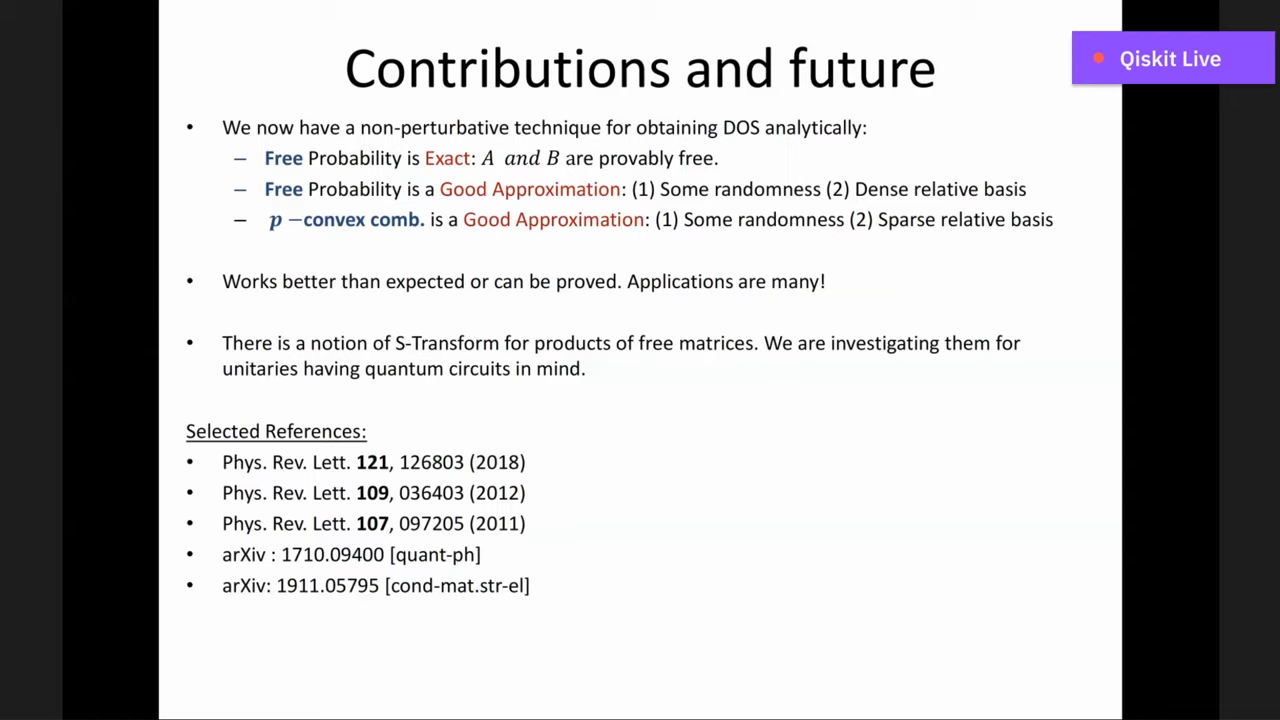 Contributions and future
Qiskit Live
• We now have a non-perturbative technique for obtaining DOS analytically:
– Free Probability is Exact: A and B are provably free.
– Free Probability is a Good Approximation: (1) Some randomness (2) Dense relative basis
– p −convex comb. is a Good Approximation: (1) Some randomness (2) Sparse relative basis
• Works better than expected or can be proved. Applications are many!
• There is a notion of S-Transform for products of free matrices. We are investigating them for
unitaries having quantum circuits in mind.
Selected References:
• Phys. Rev. Lett. 121, 126803 (2018)
• Phys. Rev. Lett. 109, 036403 (2012)
• Phys. Rev. Lett. 107, 097205 (2011)
• arXiv : 1710.09400 [quant-ph]
• arXiv: 1911.05795 [cond-mat.str-el]